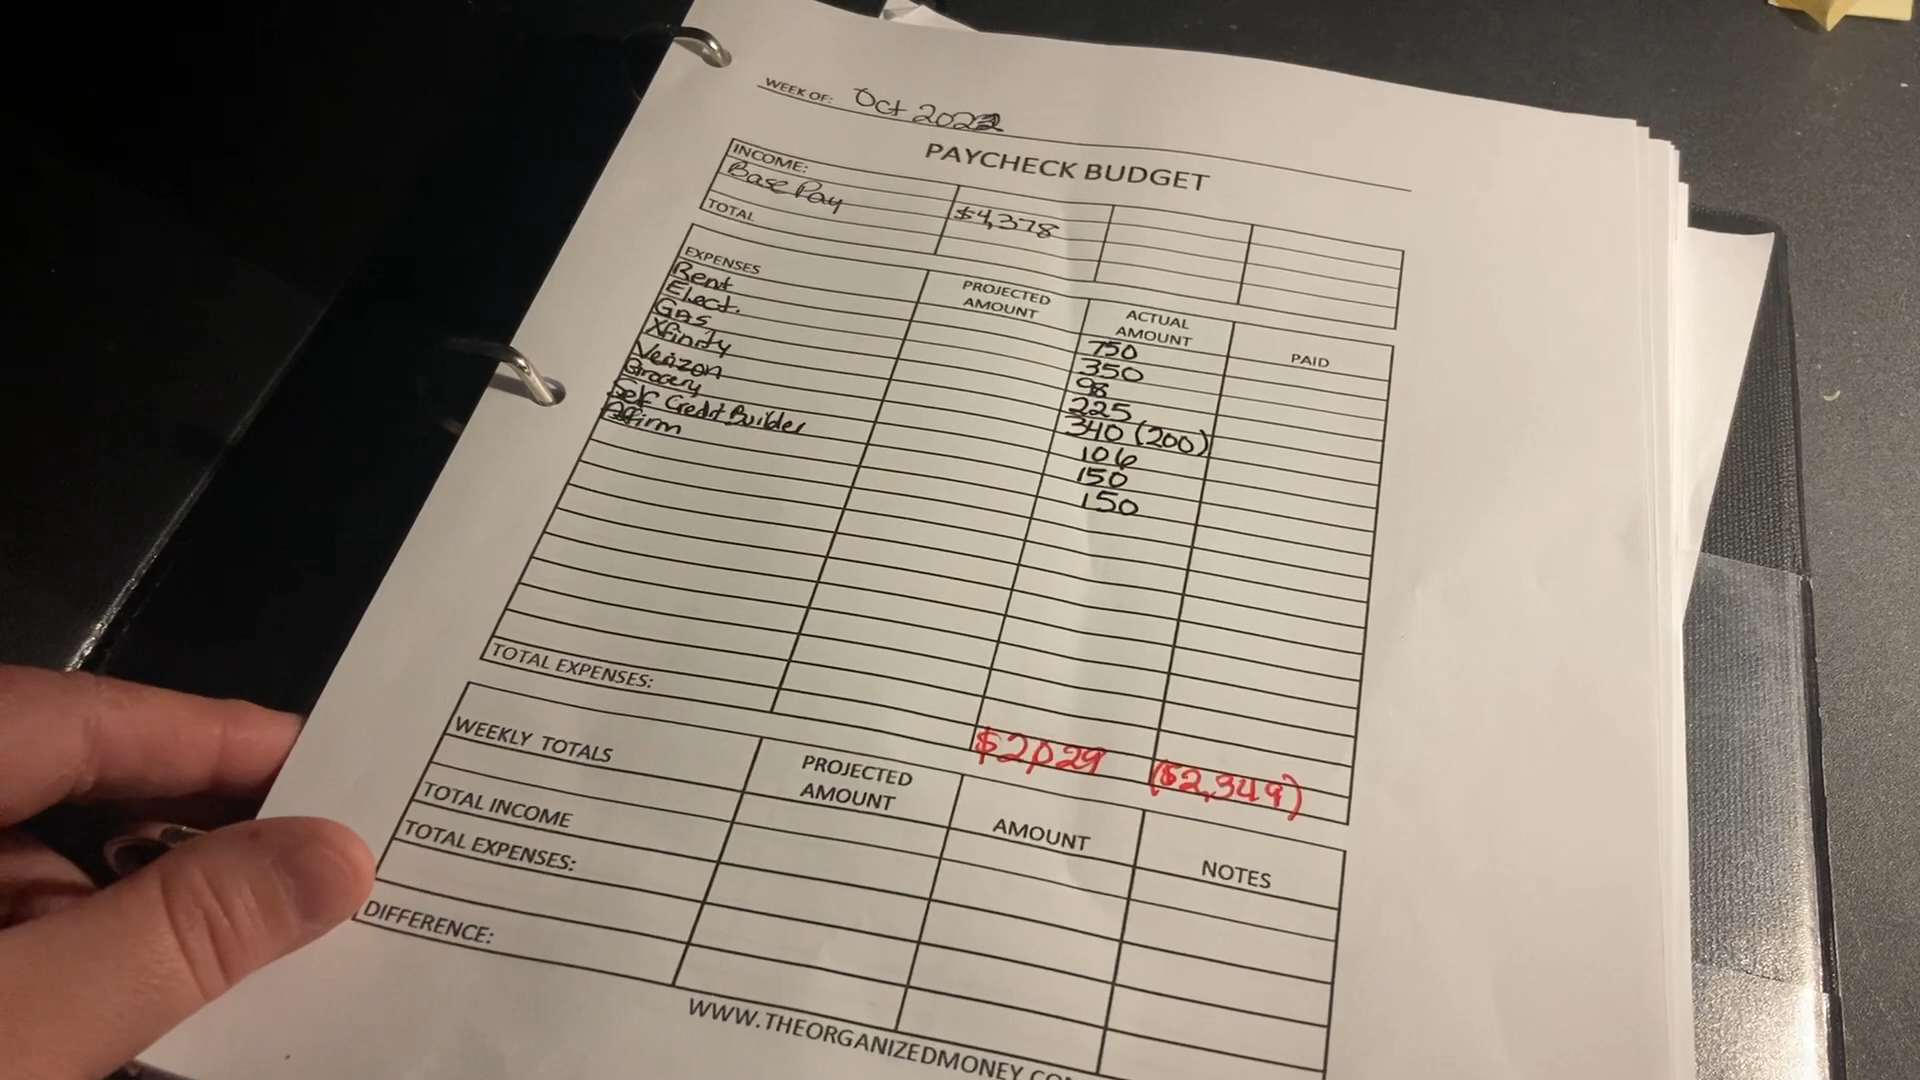 WEEK OF: Oct 2022
PAYCHECK BUDGET
INCOME:
Base Pay $4,378
TOTAL
EXPENSES PROJECTED AMOUNT ACTUAL AMOUNT PAID
Rent 750
Elect. 350
Gas 98
Xfinity 225
Verizon 340 (200)
Grocery 106
Self Credit Builder 150
Affirm 150
TOTAL EXPENSES: $2,029 ($2,349)
WEEKLY TOTALS PROJECTED AMOUNT AMOUNT NOTES
TOTAL INCOME
TOTAL EXPENSES:
DIFFERENCE:
WWW.THEORGANIZEDMONEY.CO